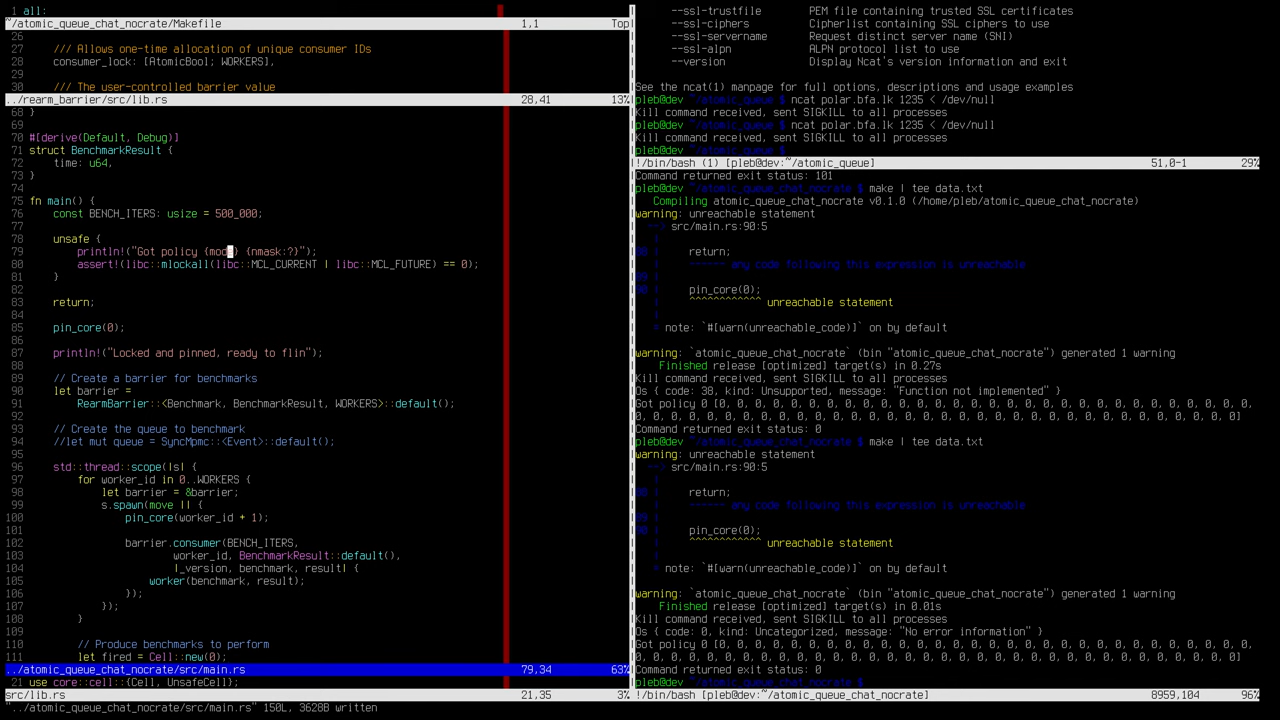 1 all:
~/atomic_queue_chat_nocrate/Makefile 1,1 Top
26
27 /// Allows one-time allocation of unique consumer IDs
28 consumer_lock: [AtomicBool; WORKERS],
30 /// The user-controlled barrier value
../rearm_barrier/src/lib.rs 28,41 13%
68 }
69
70 #[derive(Default, Debug)]
71 struct BenchmarkResult {
72 time: u64,
73 }
74
75 fn main() {
76 const BENCH_ITERS: usize = 500_000;
77
78 unsafe {
79 println!("Got policy {mode} {nmask:?}");
80 assert!(libc::mlockall(libc::MCL_CURRENT | libc::MCL_FUTURE) == 0);
81 }
82
83 return;
84
85 pin_core(0);
86
87 println!("Locked and pinned, ready to flin");
88
89 // Create a barrier for benchmarks
90 let barrier =
91 RearmBarrier::<Benchmark, BenchmarkResult, WORKERS>::default();
92
93 // Create the queue to benchmark
94 //let mut queue = SyncMpmc::<Event>::default();
95
96 std::thread::scope(|s| {
97 for worker_id in 0..WORKERS {
98 let barrier = &barrier;
99 s.spawn(move || {
100 pin_core(worker_id + 1);
101
102 barrier.consumer(BENCH_ITERS,
103 worker_id, BenchmarkResult::default(),
104 |_version, benchmark, result| {
105 worker(benchmark, result);
106 });
107 });
108 }
109
110 // Produce benchmarks to perform
111 let fired = Cell::new(0);
../atomic_queue_chat_nocrate/src/main.rs 79,34 63%
21 use core::cell::{Cell, UnsafeCell};
src/lib.rs 21,35 3%
"../atomic_queue_chat_nocrate/src/main.rs" 150L, 3628B written
--ssl-trustfile PEM file containing trusted SSL certificates
--ssl-ciphers Cipherlist containing SSL ciphers to use
--ssl-servername Request distinct server name (SNI)
--ssl-alpn ALPN protocol list to use
--version Display Ncat's version information and exit
See the ncat(1) manpage for full options, descriptions and usage examples
pleb@dev ~/atomic_queue $ ncat polar.bfa.lk 1235 < /dev/null
Kill command received, sent SIGKILL to all processes
pleb@dev ~/atomic_queue $ ncat polar.bfa.lk 1235 < /dev/null
Kill command received, sent SIGKILL to all processes
pleb@dev ~/atomic_queue $
!/bin/bash (1) [pleb@dev:~/atomic_queue] 51,0-1 29%
Command returned exit status: 101
pleb@dev ~/atomic_queue_chat_nocrate $ make | tee data.txt
Compiling atomic_queue_chat_nocrate v0.1.0 (/home/pleb/atomic_queue_chat_nocrate)
warning: unreachable statement
--> src/main.rs:90:5
|
| return;
| ------ any code following this expression is unreachable
|
| pin_core(0);
| ^^^^^^^^^^^^ unreachable statement
|
= note: `#[warn(unreachable_code)]` on by default
warning: `atomic_queue_chat_nocrate` (bin "atomic_queue_chat_nocrate") generated 1 warning
Finished release [optimized] target(s) in 0.27s
Kill command received, sent SIGKILL to all processes
Os { code: 38, kind: Unsupported, message: "Function not implemented" }
Got policy 0 [0, 0, 0, 0, 0, 0, 0, 0, 0, 0, 0, 0, 0, 0, 0, 0, 0, 0, 0, 0, 0, 0, 0, 0, 0, 0, 0, 0, 0, 0,
0, 0, 0, 0, 0, 0, 0, 0, 0, 0, 0, 0, 0, 0, 0, 0, 0, 0, 0, 0, 0, 0, 0, 0, 0, 0, 0, 0, 0, 0, 0, 0, 0, 0]
Command returned exit status: 0
pleb@dev ~/atomic_queue_chat_nocrate $ make | tee data.txt
warning: unreachable statement
--> src/main.rs:90:5
|
| return;
| ------ any code following this expression is unreachable
|
| pin_core(0);
| ^^^^^^^^^^^^ unreachable statement
|
= note: `#[warn(unreachable_code)]` on by default
warning: `atomic_queue_chat_nocrate` (bin "atomic_queue_chat_nocrate") generated 1 warning
Finished release [optimized] target(s) in 0.01s
Kill command received, sent SIGKILL to all processes
Os { code: 0, kind: Uncategorized, message: "No error information" }
Got policy 0 [0, 0, 0, 0, 0, 0, 0, 0, 0, 0, 0, 0, 0, 0, 0, 0, 0, 0, 0, 0, 0, 0, 0, 0, 0, 0, 0, 0, 0, 0,
0, 0, 0, 0, 0, 0, 0, 0, 0, 0, 0, 0, 0, 0, 0, 0, 0, 0, 0, 0, 0, 0, 0, 0, 0, 0, 0, 0, 0, 0, 0, 0, 0, 0]
Command returned exit status: 0
pleb@dev ~/atomic_queue_chat_nocrate $
!/bin/bash [pleb@dev:~/atomic_queue_chat_nocrate] 8959,104 96%